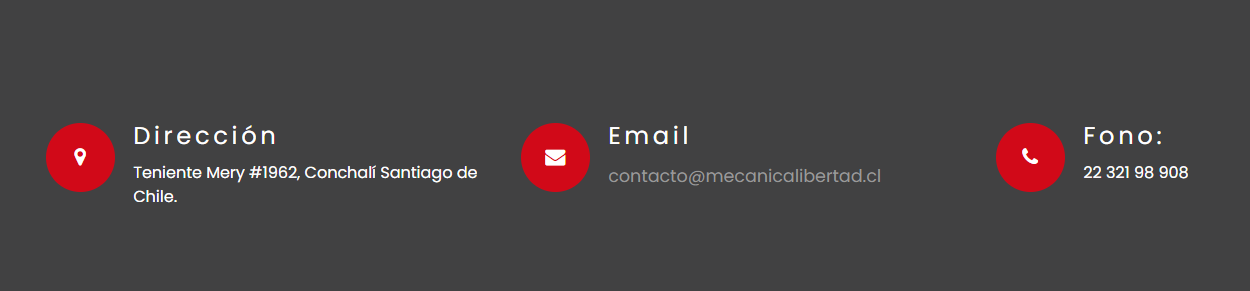 Dirección
Teniente Mery #1962, Conchalí Santiago de
Chile.
Email
contacto@mecanicalibertad.cl
Fono:
22 321 98 908